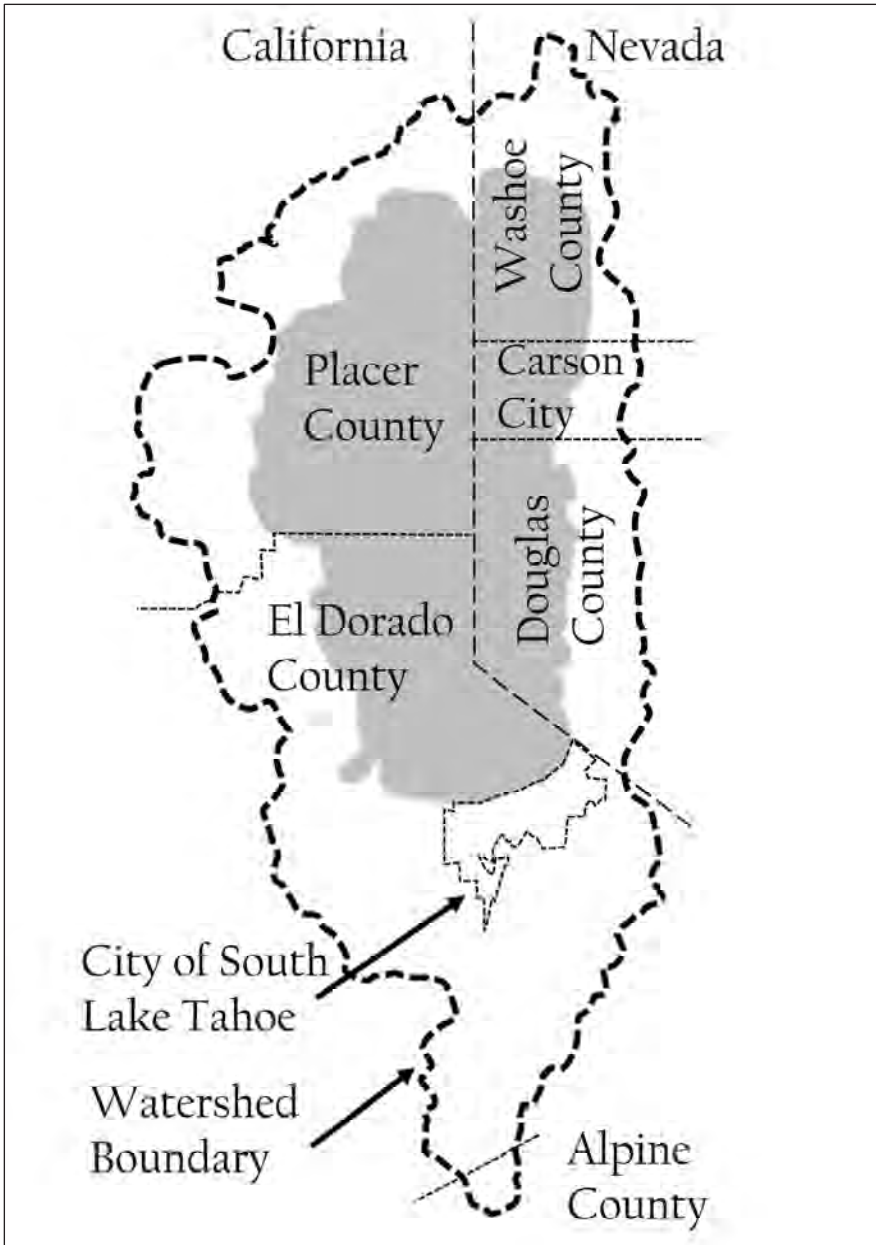 California
Nevada
Washoe
County
Placer
County
Carson
City
Douglas
County
El Dorado
County
City of South
Lake Tahoe
Watershed
Boundary
Alpine
County